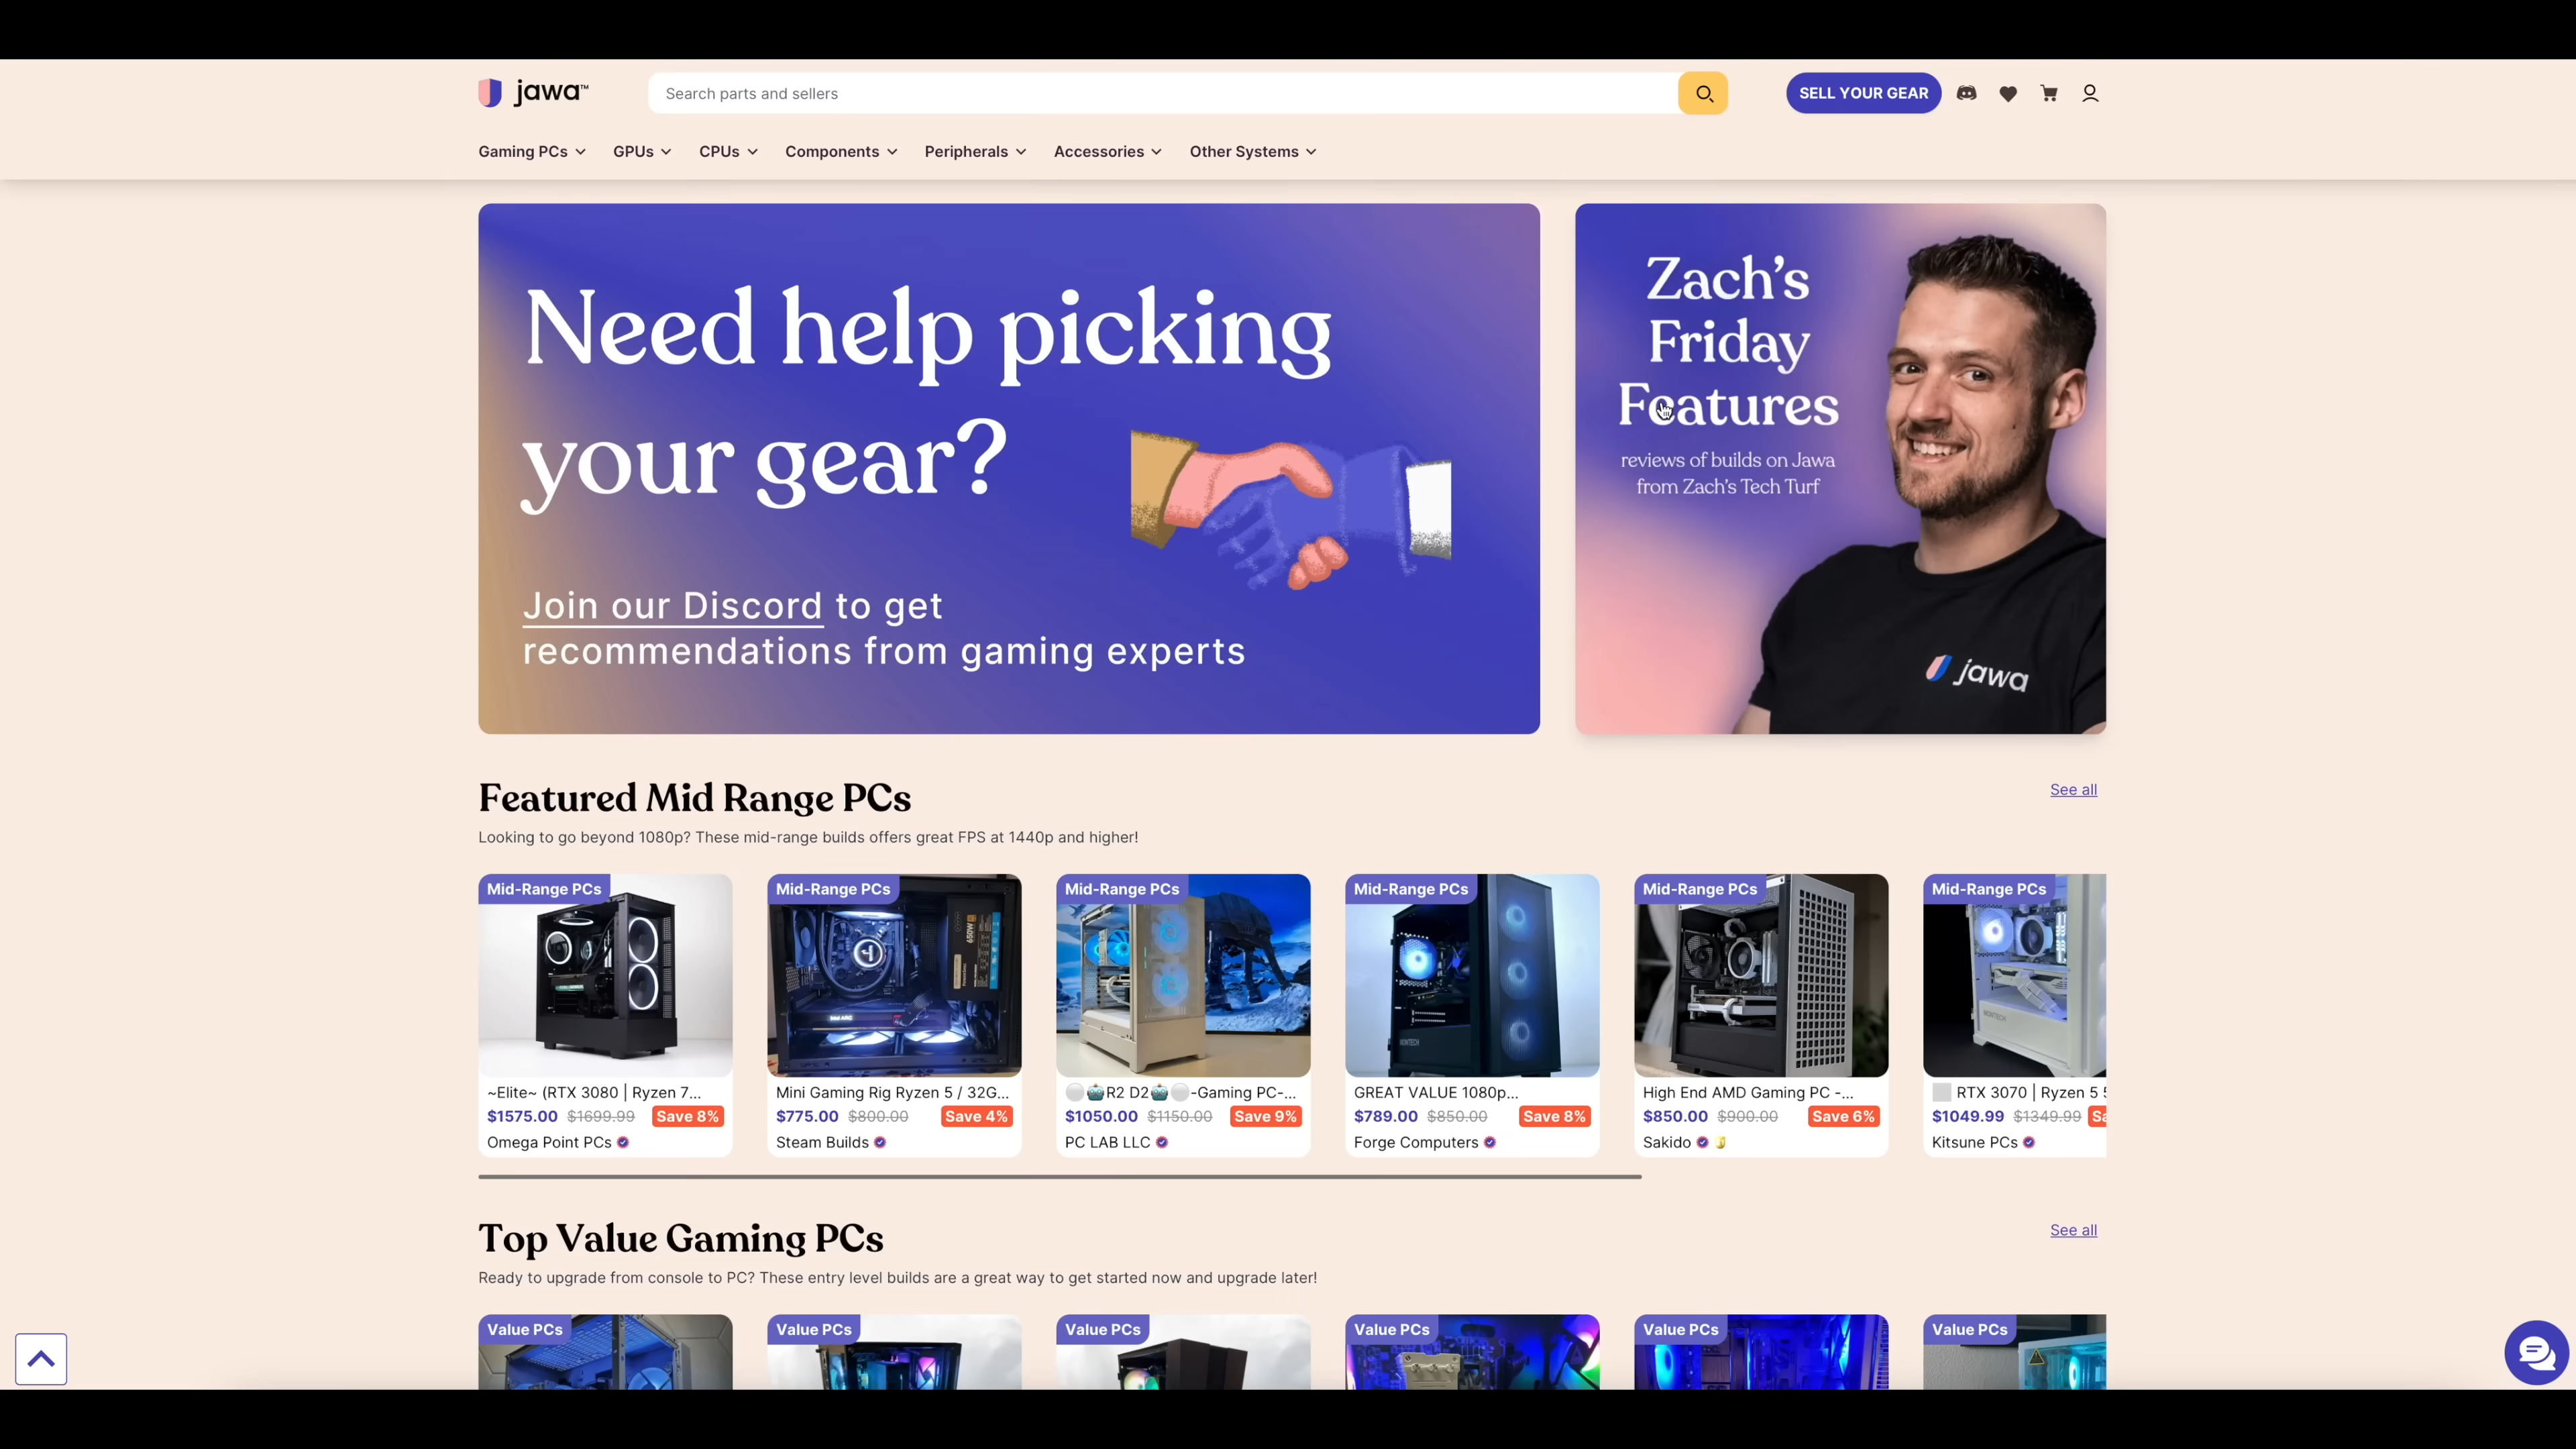 jawa™
Search parts and sellers
SELL YOUR GEAR
Gaming PCs
GPUs
CPUs
Components
Peripherals
Accessories
Other Systems
Need help picking
your gear?
Join our Discord to get
recommendations from gaming experts
Zach's
Friday
Features
reviews of builds on Jawa
from Zach's Tech Turf
jawa
Featured Mid Range PCs
See all
Looking to go beyond 1080p? These mid-range builds offers great FPS at 1440p and higher!
Mid-Range PCs
~Elite~ (RTX 3080 | Ryzen 7...
$1575.00 $1699.99 Save 8%
Omega Point PCs
Mid-Range PCs
650W
Mini Gaming Rig Ryzen 5 / 32G...
$775.00 $800.00 Save 4%
Steam Builds
Mid-Range PCs
⚪🤖R2 D2🤖⚪-Gaming PC-...
$1050.00 $1150.00 Save 9%
PC LAB LLC
Mid-Range PCs
MONTECH
GREAT VALUE 1080p...
$789.00 $850.00 Save 8%
Forge Computers
Mid-Range PCs
High End AMD Gaming PC -...
$850.00 $900.00 Save 6%
Sakido
Mid-Range PCs
MONTECH
⬜ RTX 3070 | Ryzen 5 5
$1049.99 $1349.99 Sa
Kitsune PCs
Top Value Gaming PCs
See all
Ready to upgrade from console to PC? These entry level builds are a great way to get started now and upgrade later!
Value PCs
Value PCs
Value PCs
Value PCs
Value PCs
Value PCs